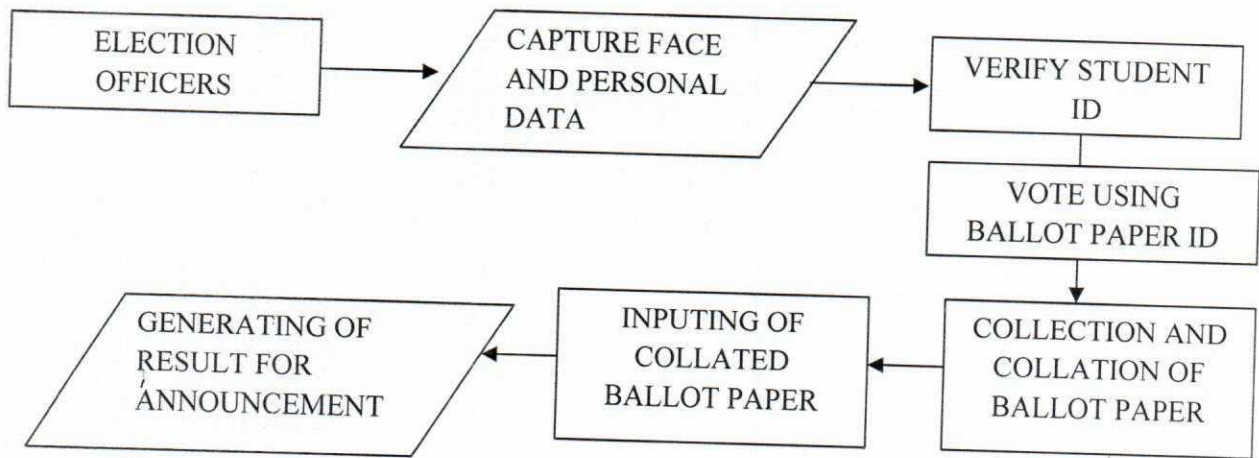 ELECTION
OFFICERS
CAPTURE FACE
AND PERSONAL
DATA
VERIFY STUDENT
ID
VOTE USING
BALLOT PAPER ID
COLLECTION AND
COLLATION OF
BALLOT PAPER
INPUTING OF
COLLATED
BALLOT PAPER
GENERATING OF
RESULT FOR
ANNOUNCEMENT